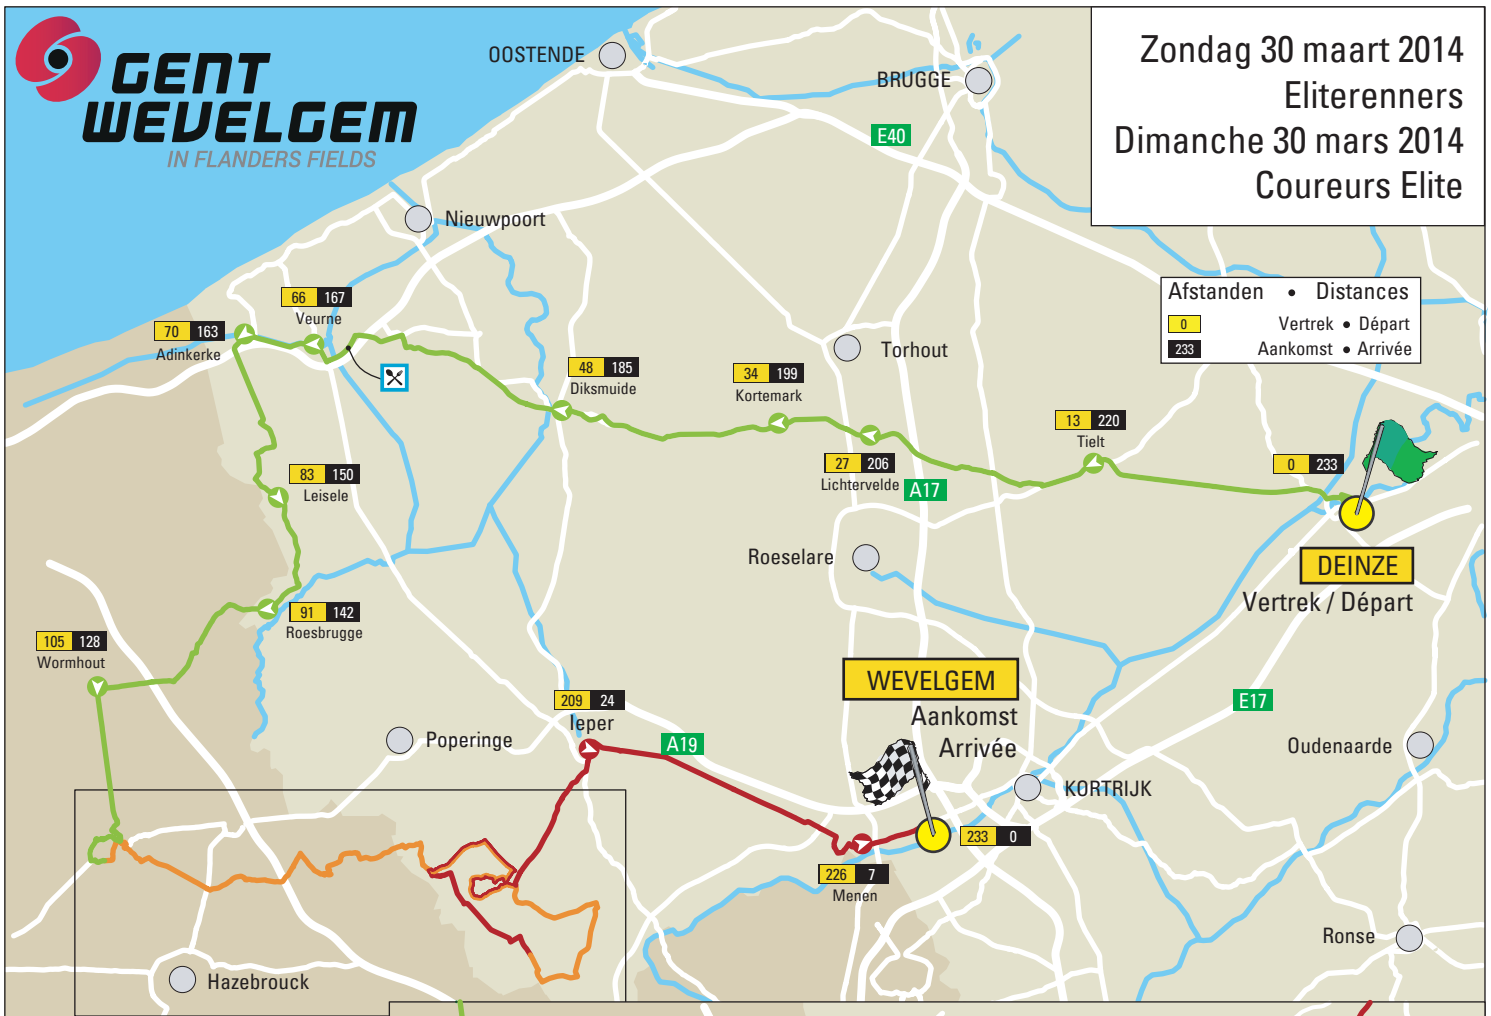 GENT
WEVELGEM
IN FLANDERS FIELDS
Zondag 30 maart 2014
Eliterenners
Dimanche 30 mars 2014
Coureurs Elite
OOSTENDE
BRUGGE
E40
Nieuwpoort
Afstanden • Distances
0 Vertrek • Départ
233 Aankomst • Arrivée
66 167
Veurne
70 163
Adinkerke
Torhout
48 185
Diksmuide
34 199
Kortemark
13 220
Tielt
27 206
Lichtervelde
A17
0 233
83 150
Leisele
Roeselare
DEINZE
Vertrek / Départ
91 142
Roesbrugge
105 128
Wormhout
WEVELGEM
Aankomst
Arrivée
209 24
Ieper
E17
Poperinge
A19
Oudenaarde
KORTRIJK
233 0
226 7
Menen
Ronse
Hazebrouck